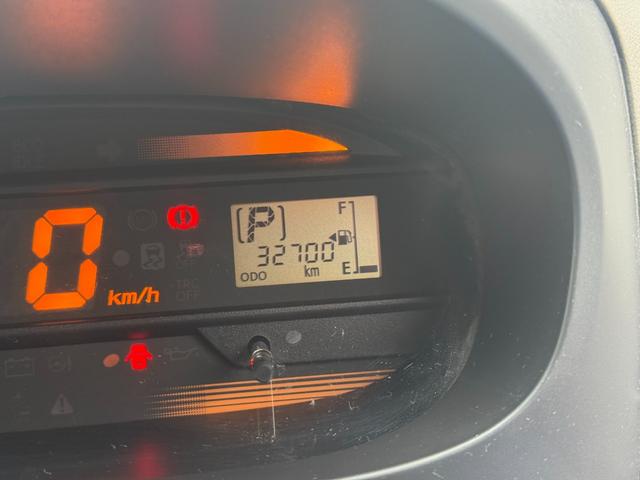 0 km/h
[P]
F
32700
ODO km
E
TRC
OFF